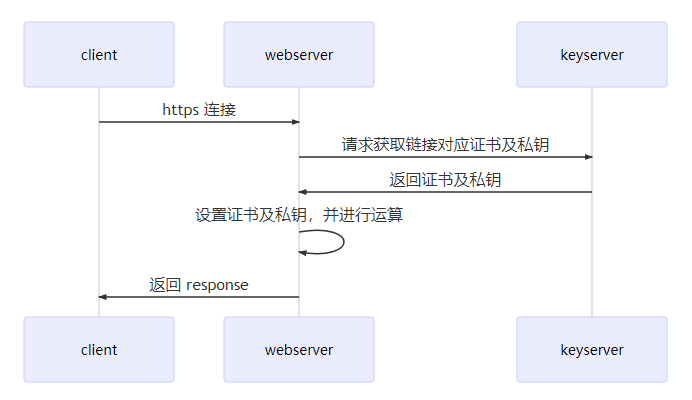 client
webserver
keyserver
https 连接
请求获取链接对应证书及私钥
返回证书及私钥
设置证书及私钥，并进行运算
返回 response
client
webserver
keyserver